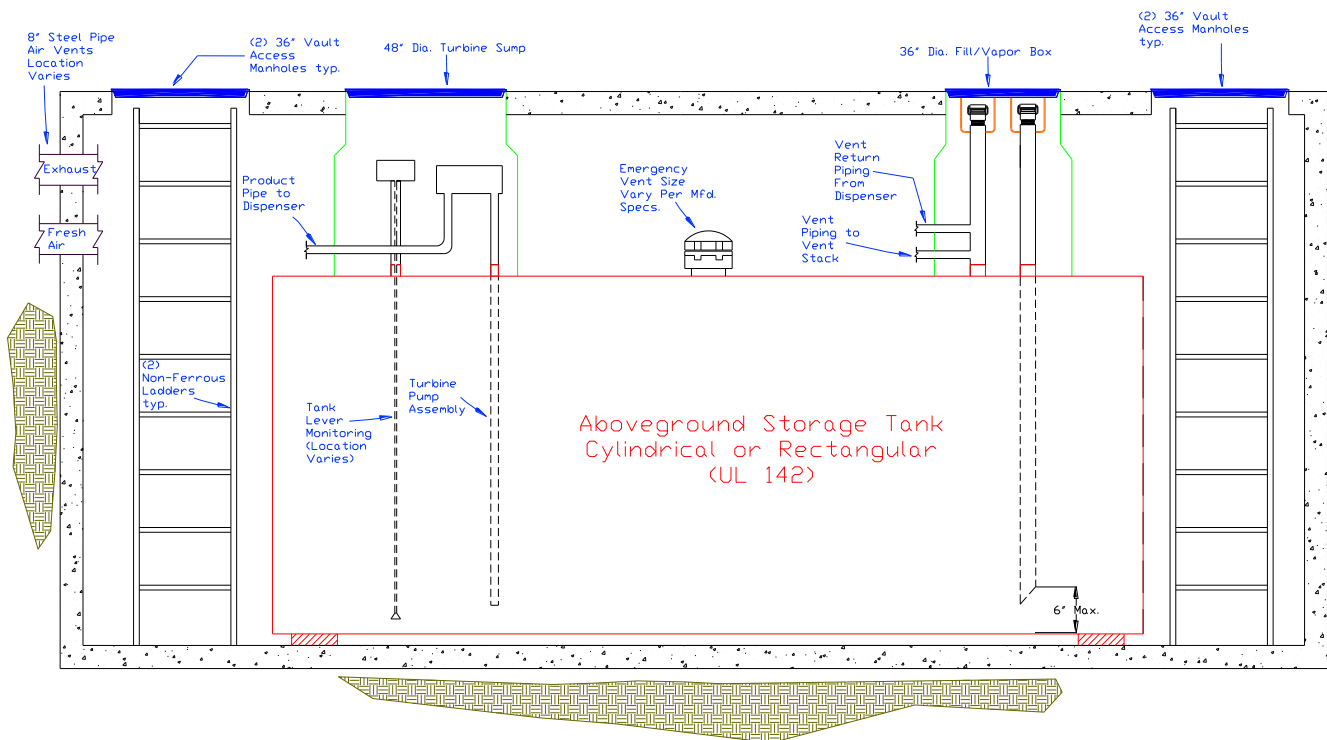 8" Steel Pipe
Air Vents
Location
Varies
(2) 36" Vault
Access
Manholes typ.
48" Dia. Turbine Sump
36" Dia. Fill/Vapor Box
(2) 36" Vault
Access Manholes
typ.
Exhaust
Fresh
Air
Product
Pipe to
Dispenser
Emergency
Vent Size
Vary Per Mfd.
Specs.
Vent
Return
Piping
From
Dispenser
Vent
Piping to
Vent
Stack
(2)
Non-Ferrous
Ladders
typ.
Tank
Lever
Monitoring
(Location
Varies)
Turbine
Pump
Assembly
Aboveground Storage Tank
Cylindrical or Rectangular
(UL 142)
6" Max.